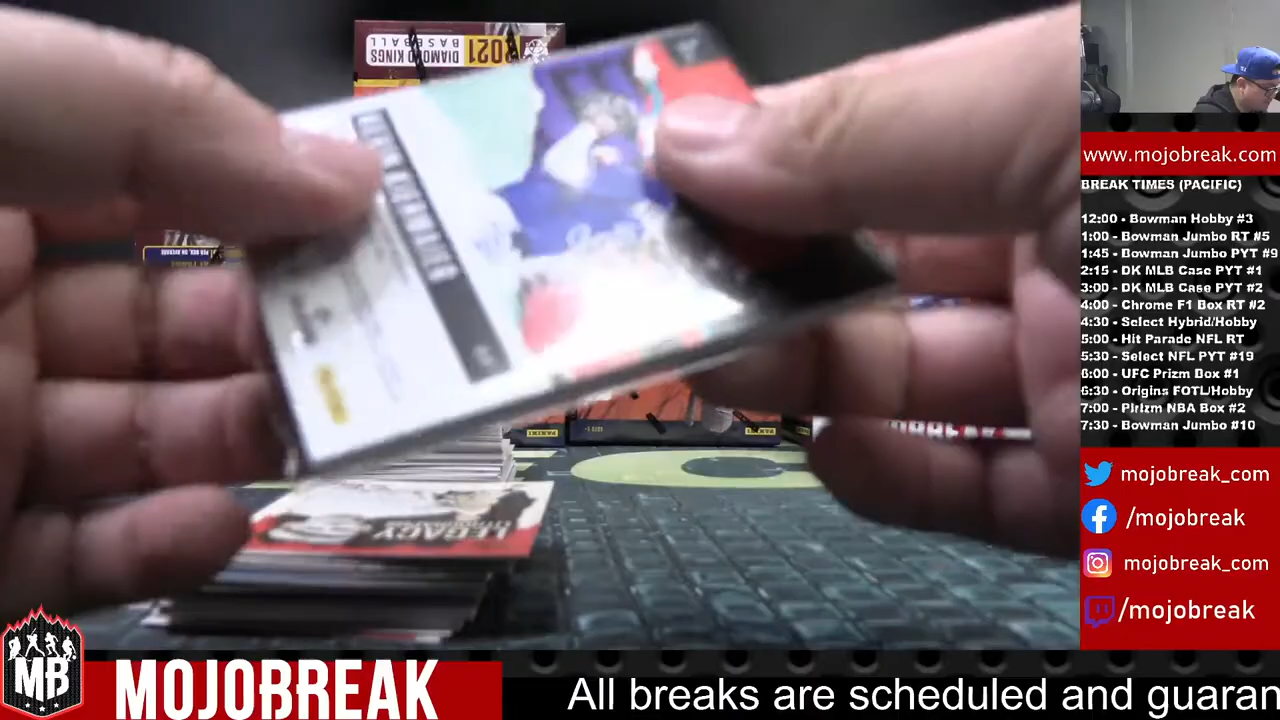 2021
DIAMOND KINGS
BASEBALL
LEGACY
www.mojobreak.com
BREAK TIMES (PACIFIC)
12:00 - Bowman Hobby #3
1:00 - Bowman Jumbo RT #5
1:45 - Bowman Jumbo PYT #9
2:15 - DK MLB Case PYT #1
3:00 - DK MLB Case PYT #2
4:00 - Chrome F1 Box RT #2
4:30 - Select Hybrid/Hobby
5:00 - Hit Parade NFL RT
5:30 - Select NFL PYT #19
6:00 - UFC Prizm Box #1
6:30 - Origins FOTL/Hobby
7:00 - Pirizm NBA Box #2
7:30 - Bowman Jumbo #10
mojobreak_com
/mojobreak
mojobreak_com
/mojobreak
MB
MOJOBREAK
All breaks are scheduled and guaran